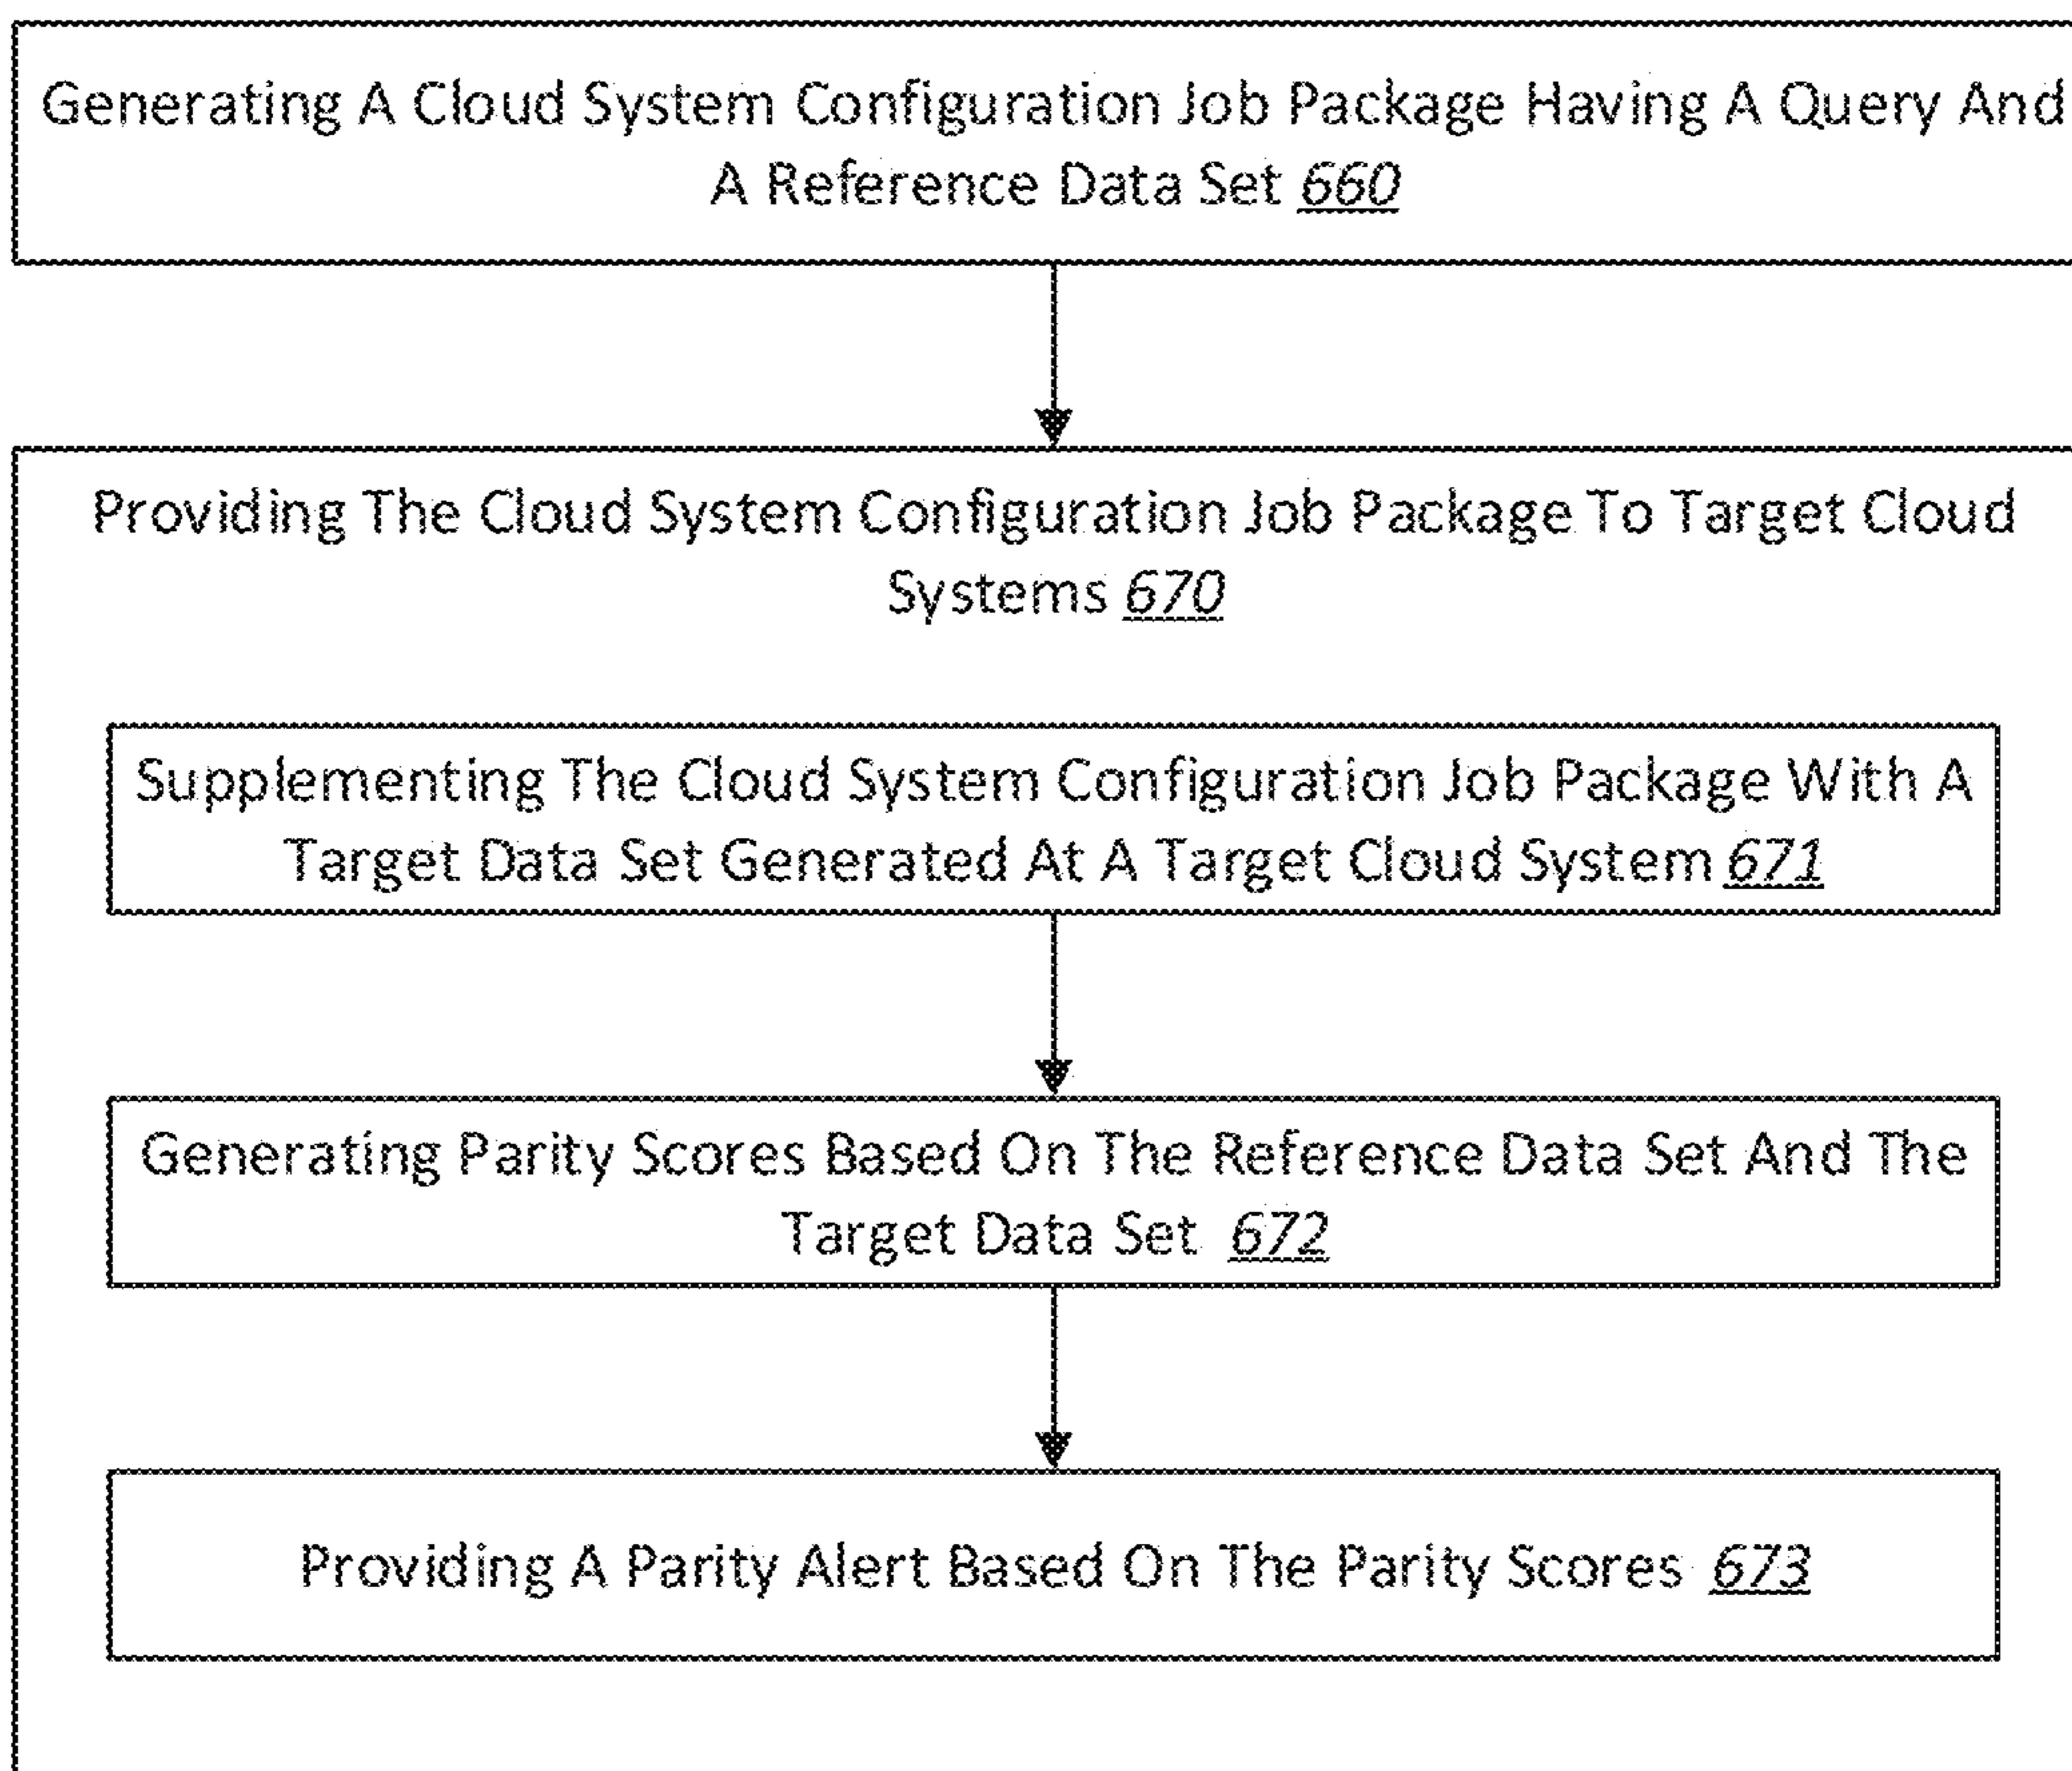 Generating A Cloud System Configuration Job Package Having A Query And
A Reference Data Set 660
Providing The Cloud System Configuration Job Package To Target Cloud
Systems 670
Supplementing The Cloud System Configuration Job Package With A
Target Data Set Generated At A Target Cloud System 671
Generating Parity Scores Based On The Reference Data Set And The
Target Data Set 672
Providing A Parity Alert Based On The Parity Scores 673